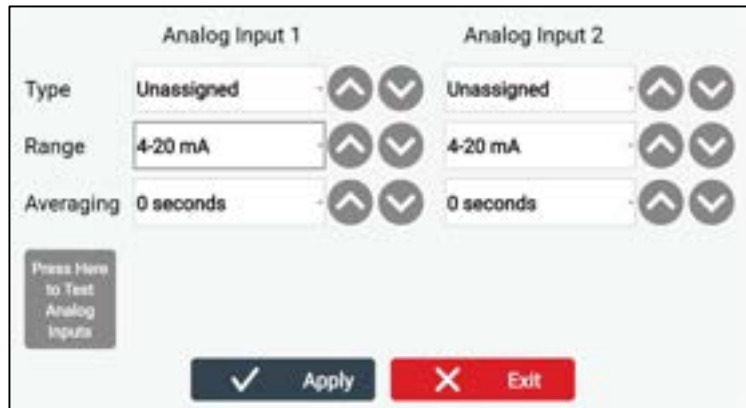 Analog Input 1 Analog Input 2
Type Unassigned Unassigned
Range 4-20 mA 4-20 mA
Averaging 0 seconds 0 seconds
Press Here
to Test
Analog
Inputs
Apply Exit